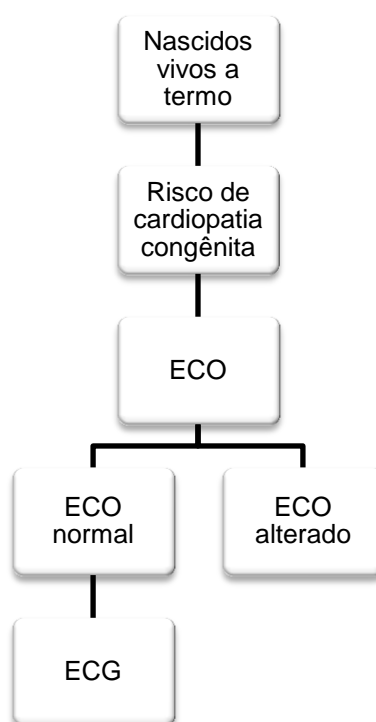 Nascidos
vivos a
termo
Risco de
cardiopatia
congênita
ECO
ECO
normal
ECO
alterado
ECG